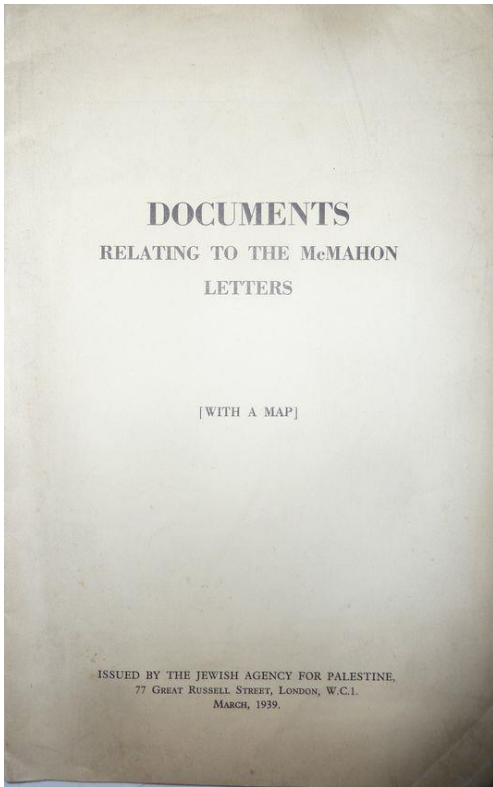 DOCUMENTS
RELATING TO THE McMAHON
LETTERS
[WITH A MAP]
ISSUED BY THE JEWISH AGENCY FOR PALESTINE,
77 GREAT RUSSELL STREET, LONDON, W.C.1.
MARCH, 1939.